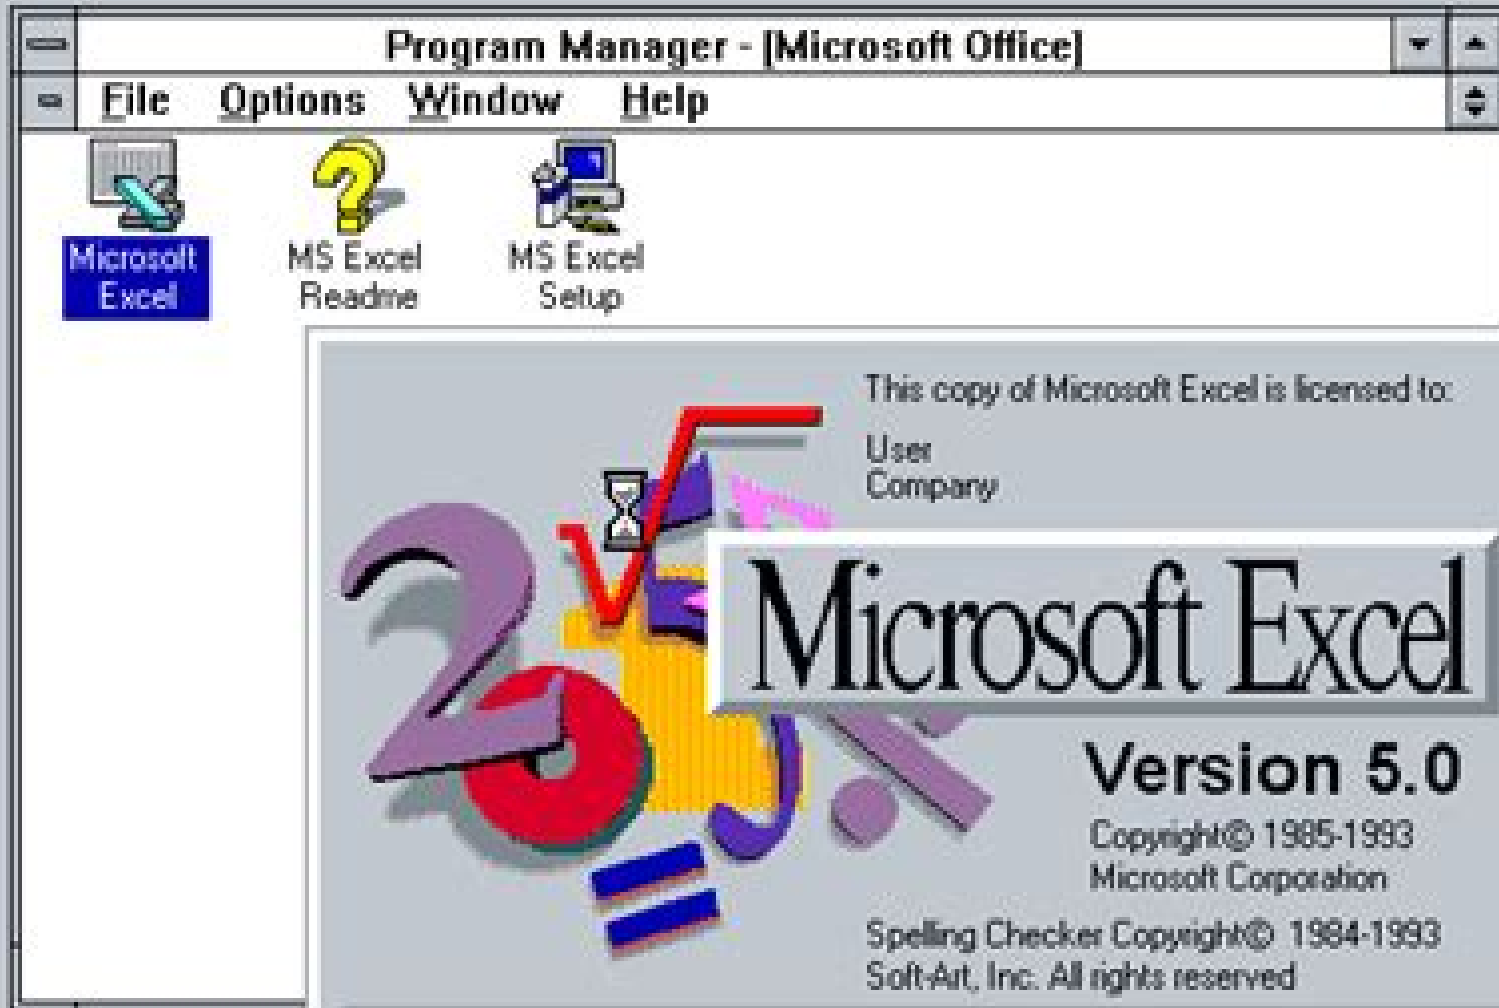 Program Manager - [Microsoft Office]
File Options Window Help
Microsoft Excel
MS Excel Readme
MS Excel Setup
This copy of Microsoft Excel is licensed to:
User
Company
Microsoft Excel
Version 5.0
Copyright© 1985-1993
Microsoft Corporation
Spelling Checker Copyright© 1984-1993
Soft-Art, Inc. All rights reserved